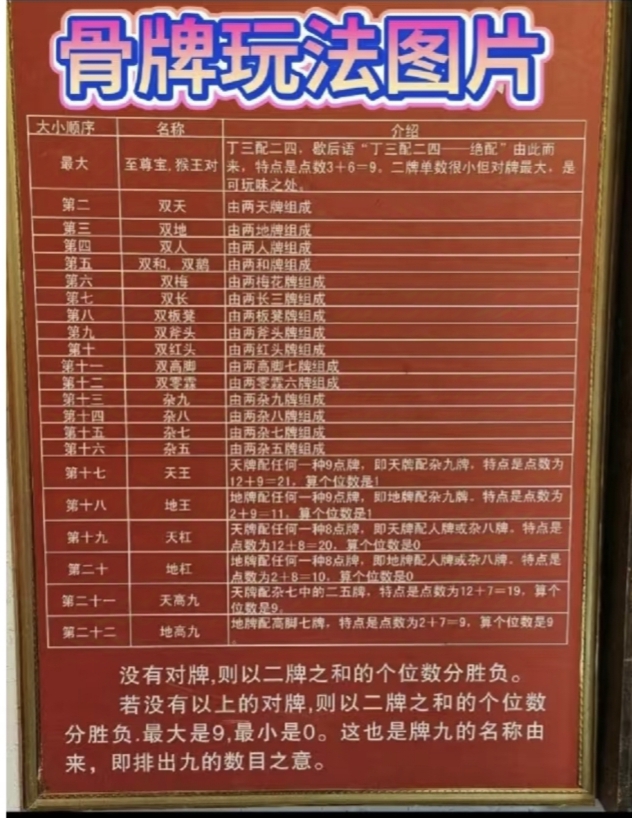 骨牌玩法图片
大小顺序 名称 介绍
最大 至尊宝,猴王对 丁三配二四，歇后语“丁三配二四——绝配”由此而
来，特点是点数3+6=9，二牌单数很小但对牌最大，是
可玩味之处。
第二 双天 由两天牌组成
第三 双地 由两地牌组成
第四 双人 由两人牌组成
第五 双和，双鹅 由两和牌组成
第六 双梅 由两梅花牌组成
第七 双长 由两长三牌组成
第八 双板凳 由两板凳牌组成
第九 双斧头 由两斧头牌组成
第十 双红头 由两红头牌组成
第十一 双高脚 由两高脚七牌组成
第十二 双零霖 由两零霖六牌组成
第十三 杂九 由两杂九牌组成
第十四 杂八 由两杂八牌组成
第十五 杂七 由两杂七牌组成
第十六 杂五 由两杂五牌组成
第十七 天王 天牌配任何一种9点牌，即天牌配杂九牌，特点是点数为
12+9=21，算个位数是1
第十八 地王 地牌配任何一种9点牌，即地牌配杂九牌。特点是点数为
2+9=11，算个位数是1
第十九 天杠 天牌配任何一种8点牌，即天牌配人牌或杂八牌。特点是
点数为12+8=20，算个位数是0
第二十 地杠 地牌配任何一种8点牌，即地牌配人牌或杂八牌。特点是
点数为2+8=10，算个位数是0
第二十一 天高九 天牌配杂七中的二五牌，特点是点数为12+7=19，算个
位数是9。
第二十二 地高九 地牌配高脚七牌，特点是点数为2+7=9，算个位数是9
。
没有对牌,则以二牌之和的个位数分胜负。
若没有以上的对牌,则以二牌之和的个位数
分胜负.最大是9,最小是0。这也是牌九的名称由
来，即排出九的数目之意。